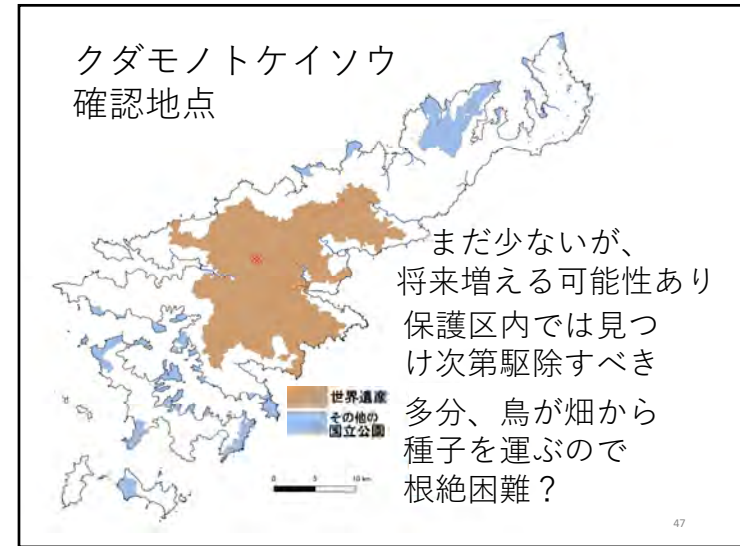 クダモノトケイソウ
確認地点
まだ少ないが、
将来増える可能性あり
保護区内では見つ
け次第駆除すべき
世界遺産
その他の
国立公園
多分、鳥が畑から
種子を運ぶので
根絶困難？
0 5 10 km
47